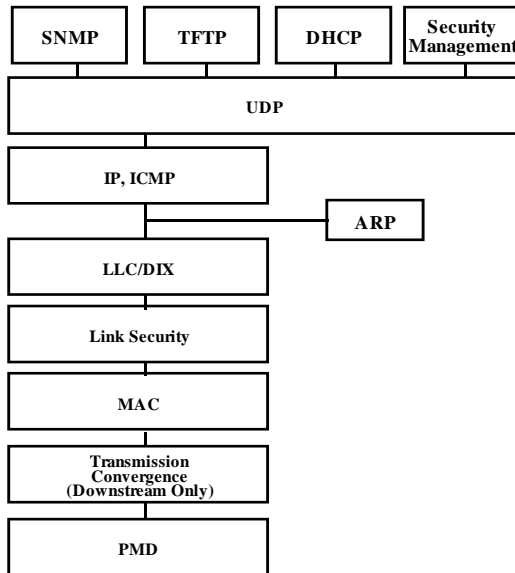 SNMP
TFTP
DHCP
Security
Management
UDP
IP, ICMP
ARP
LLC/DIX
Link Security
MAC
Transmission
Convergence
(Downstream Only)
PMD